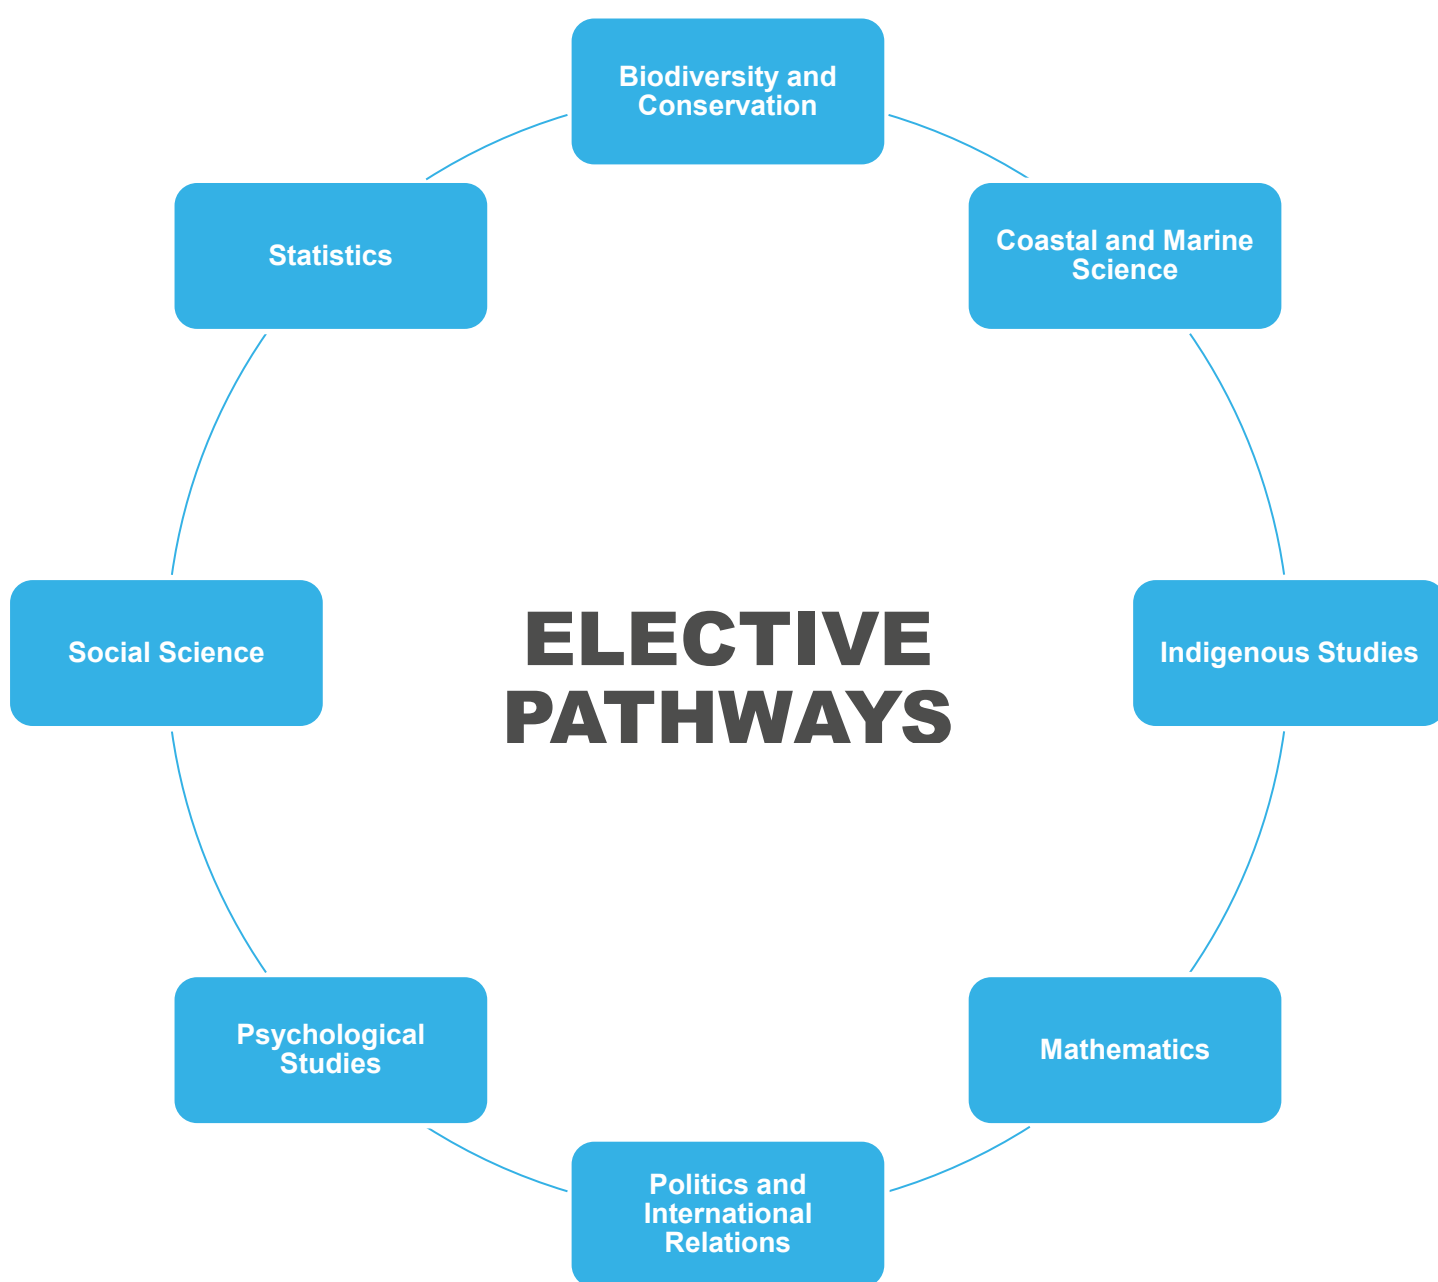 Biodiversity and
Conservation
Coastal and Marine
Science
Indigenous Studies
Mathematics
Politics and
International
Relations
Psychological
Studies
Social Science
Statistics
ELECTIVE
PATHWAYS